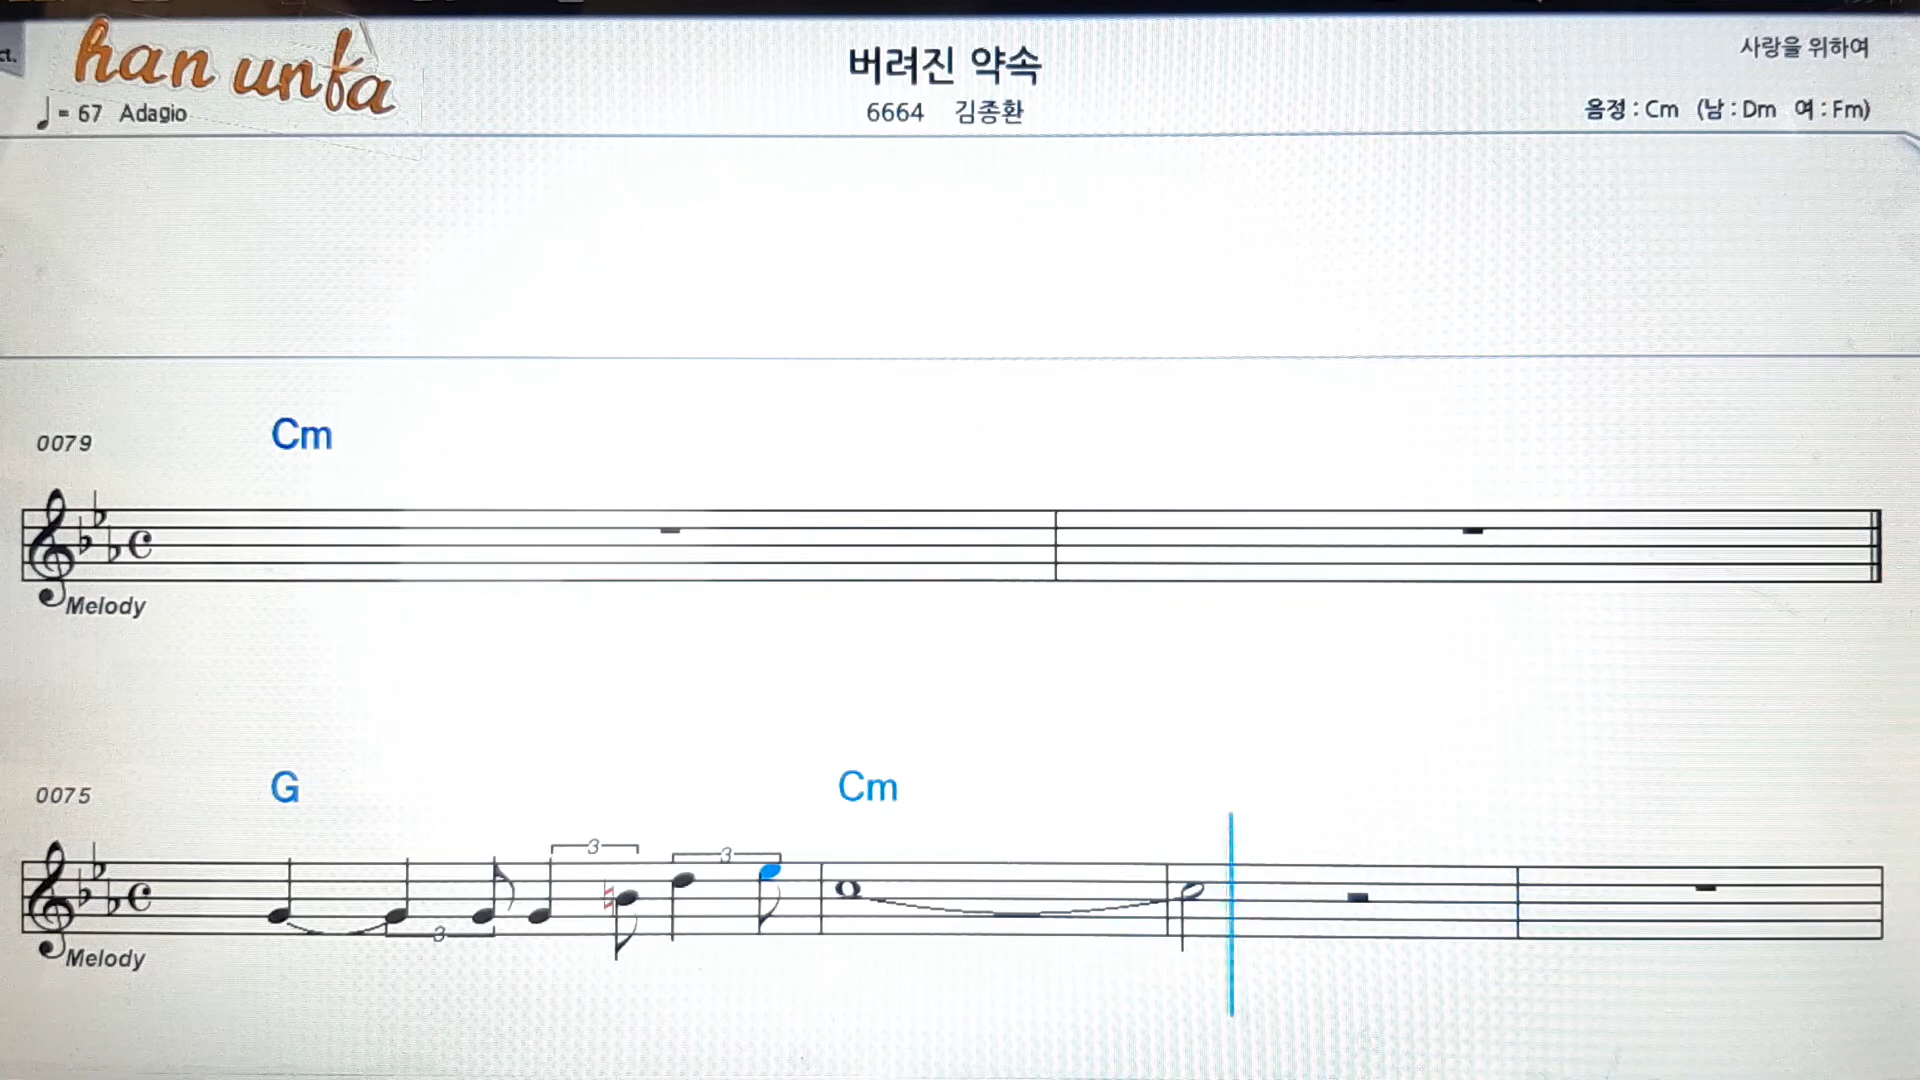 ct.
han unfa
버려진 약속
사랑을 위하여
♩= 67 Adagio
6664 김종환
음정 : Cm (남 : Dm 여 : Fm)
0079 Cm
Melody
0075 G Cm
3 3
3
Melody